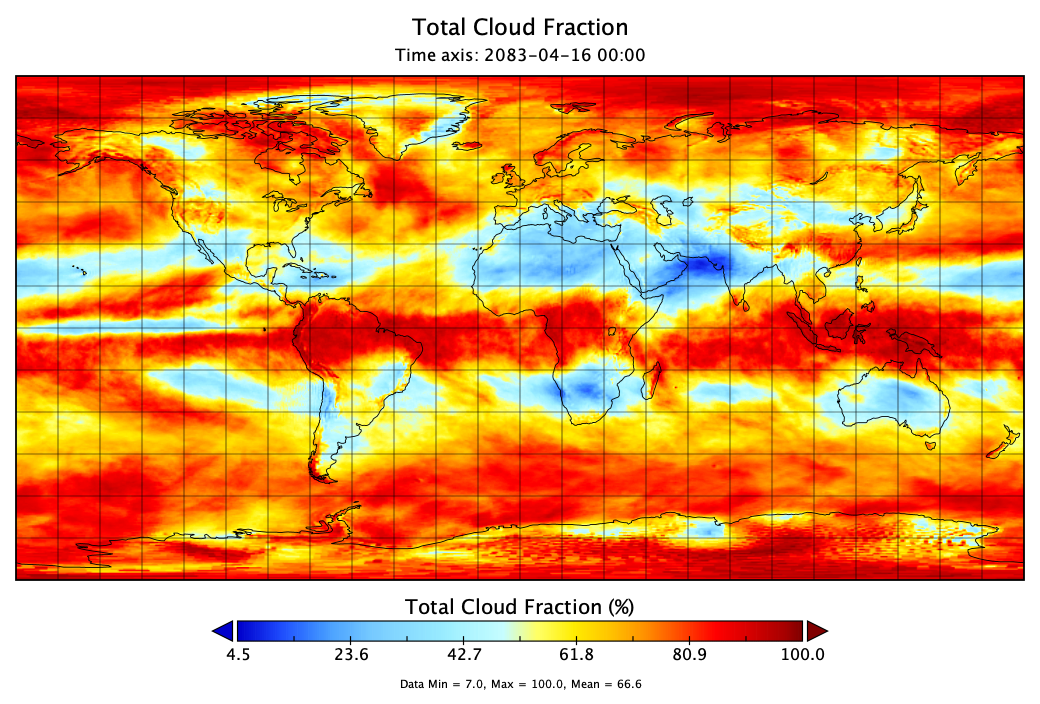 Total Cloud Fraction
Time axis: 2083-04-16 00:00
Total Cloud Fraction (%)
4.5 23.6 42.7 61.8 80.9 100.0
Data Min = 7.0, Max = 100.0, Mean = 66.6